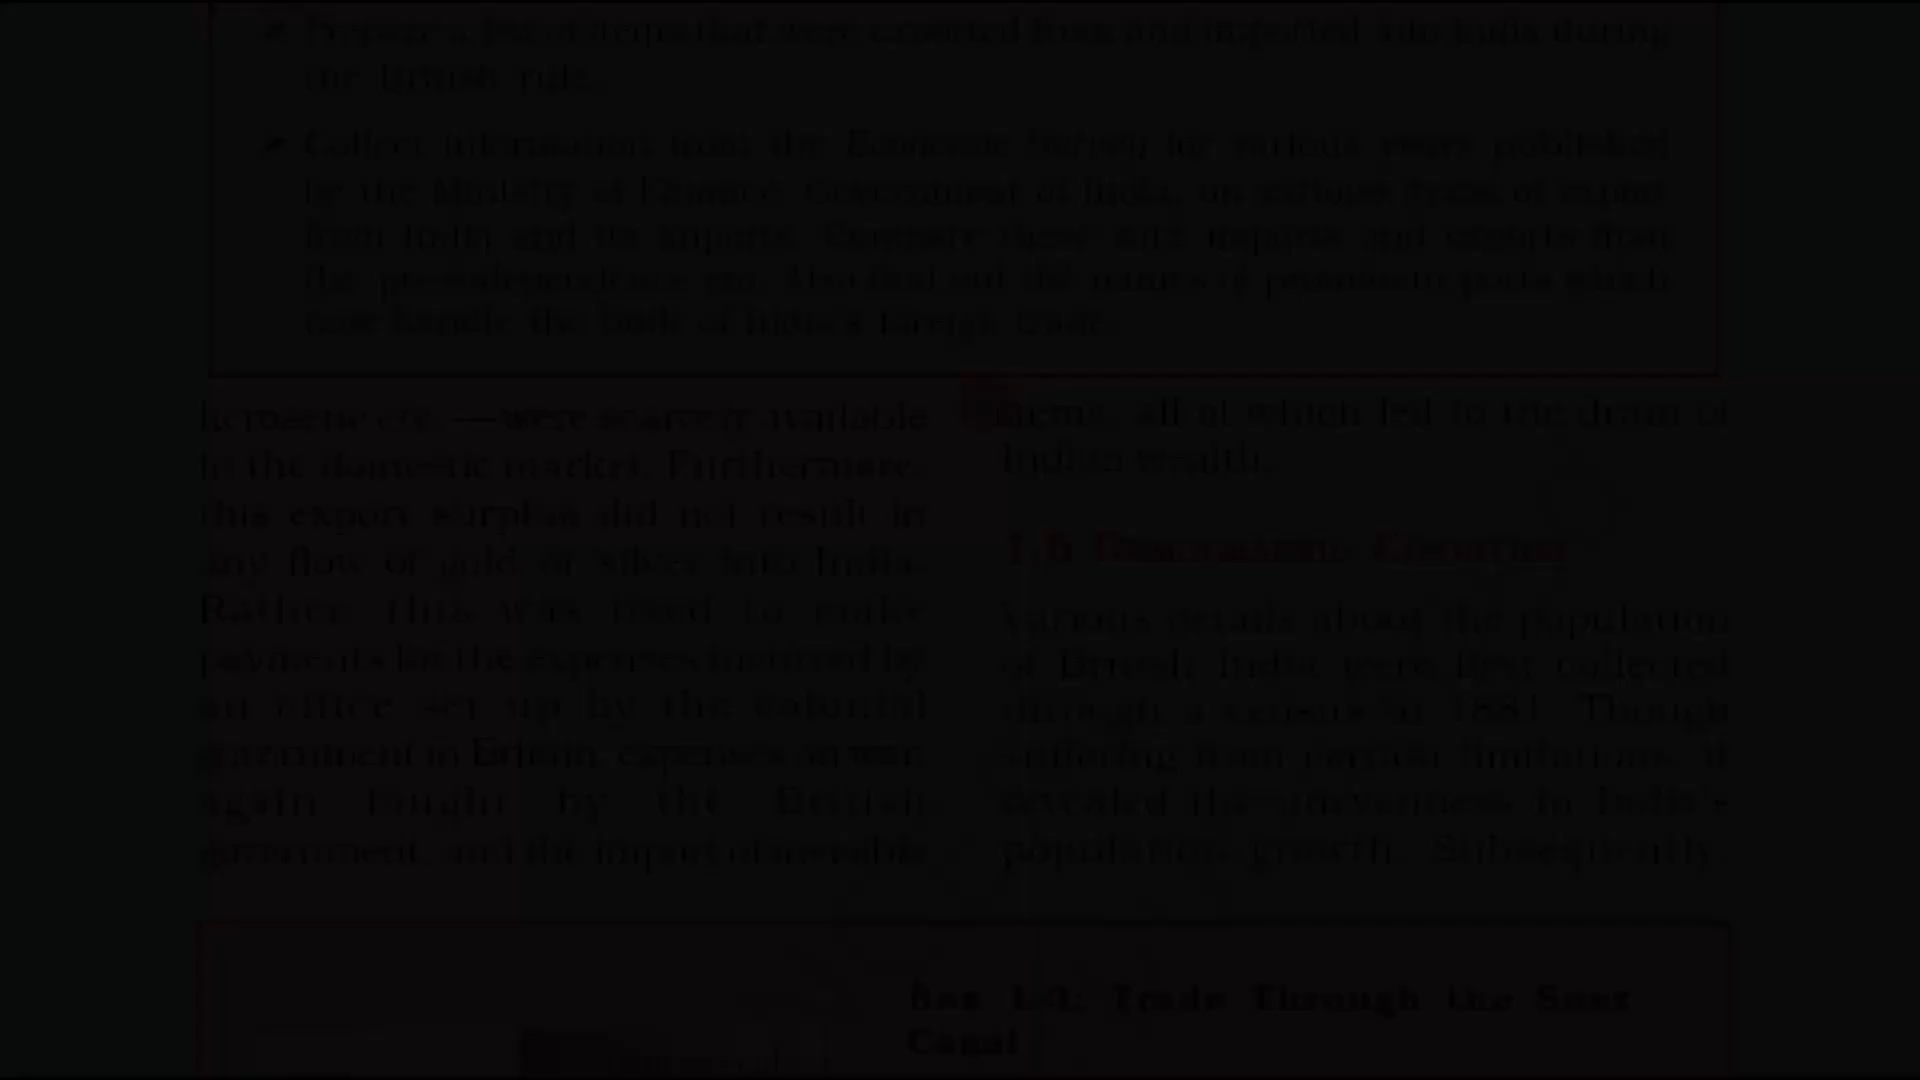 Prepare a list of items that were exported from and imported into India during
the British rule.
Collect information from the Economic Survey for various years published
by the Ministry of Finance, Government of India, on various items of export
from India and its imports. Compare these with imports and exports from
the pre-independence era. Also find out the names of prominent ports which
now handle the bulk of India's foreign trade.
kerosene etc. — were scarcely available
in the domestic market. Furthermore,
this export surplus did not result in
any flow of gold or silver into India.
Rather, this was used to make
payments for the expenses incurred by
an office set up by the colonial
government in Britain, expenses on war,
again fought by the British
government, and the import of invisible
items, all of which led to the drain of
Indian wealth.
1.6 Demographic Condition
Various details about the population
of British India were first collected
through a census in 1881. Though
suffering from certain limitations, it
revealed the unevenness in India's
population growth. Subsequently,
Box 1.1: Trade Through the Suez
Canal